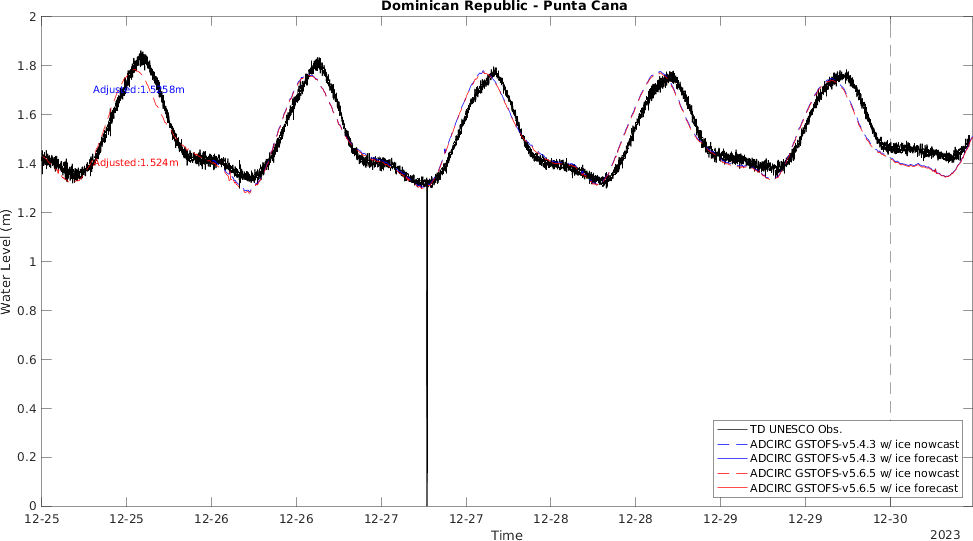 Dominican Republic - Punta Cana
2
1.8
1.6
1.4
1.2
1
0.8
0.6
0.4
0.2
0
Water Level (m)
Adjusted:1.5258m
Adjusted:1.524m
TD UNESCO Obs.
ADCIRC GSTOFS-v5.4.3 w/ ice nowcast
ADCIRC GSTOFS-v5.4.3 w/ ice forecast
ADCIRC GSTOFS-v5.6.5 w/ ice nowcast
ADCIRC GSTOFS-v5.6.5 w/ ice forecast
12-25 12-25 12-26 12-26 12-27 12-27 12-28 12-28 12-29 12-29 12-30
Time
2023